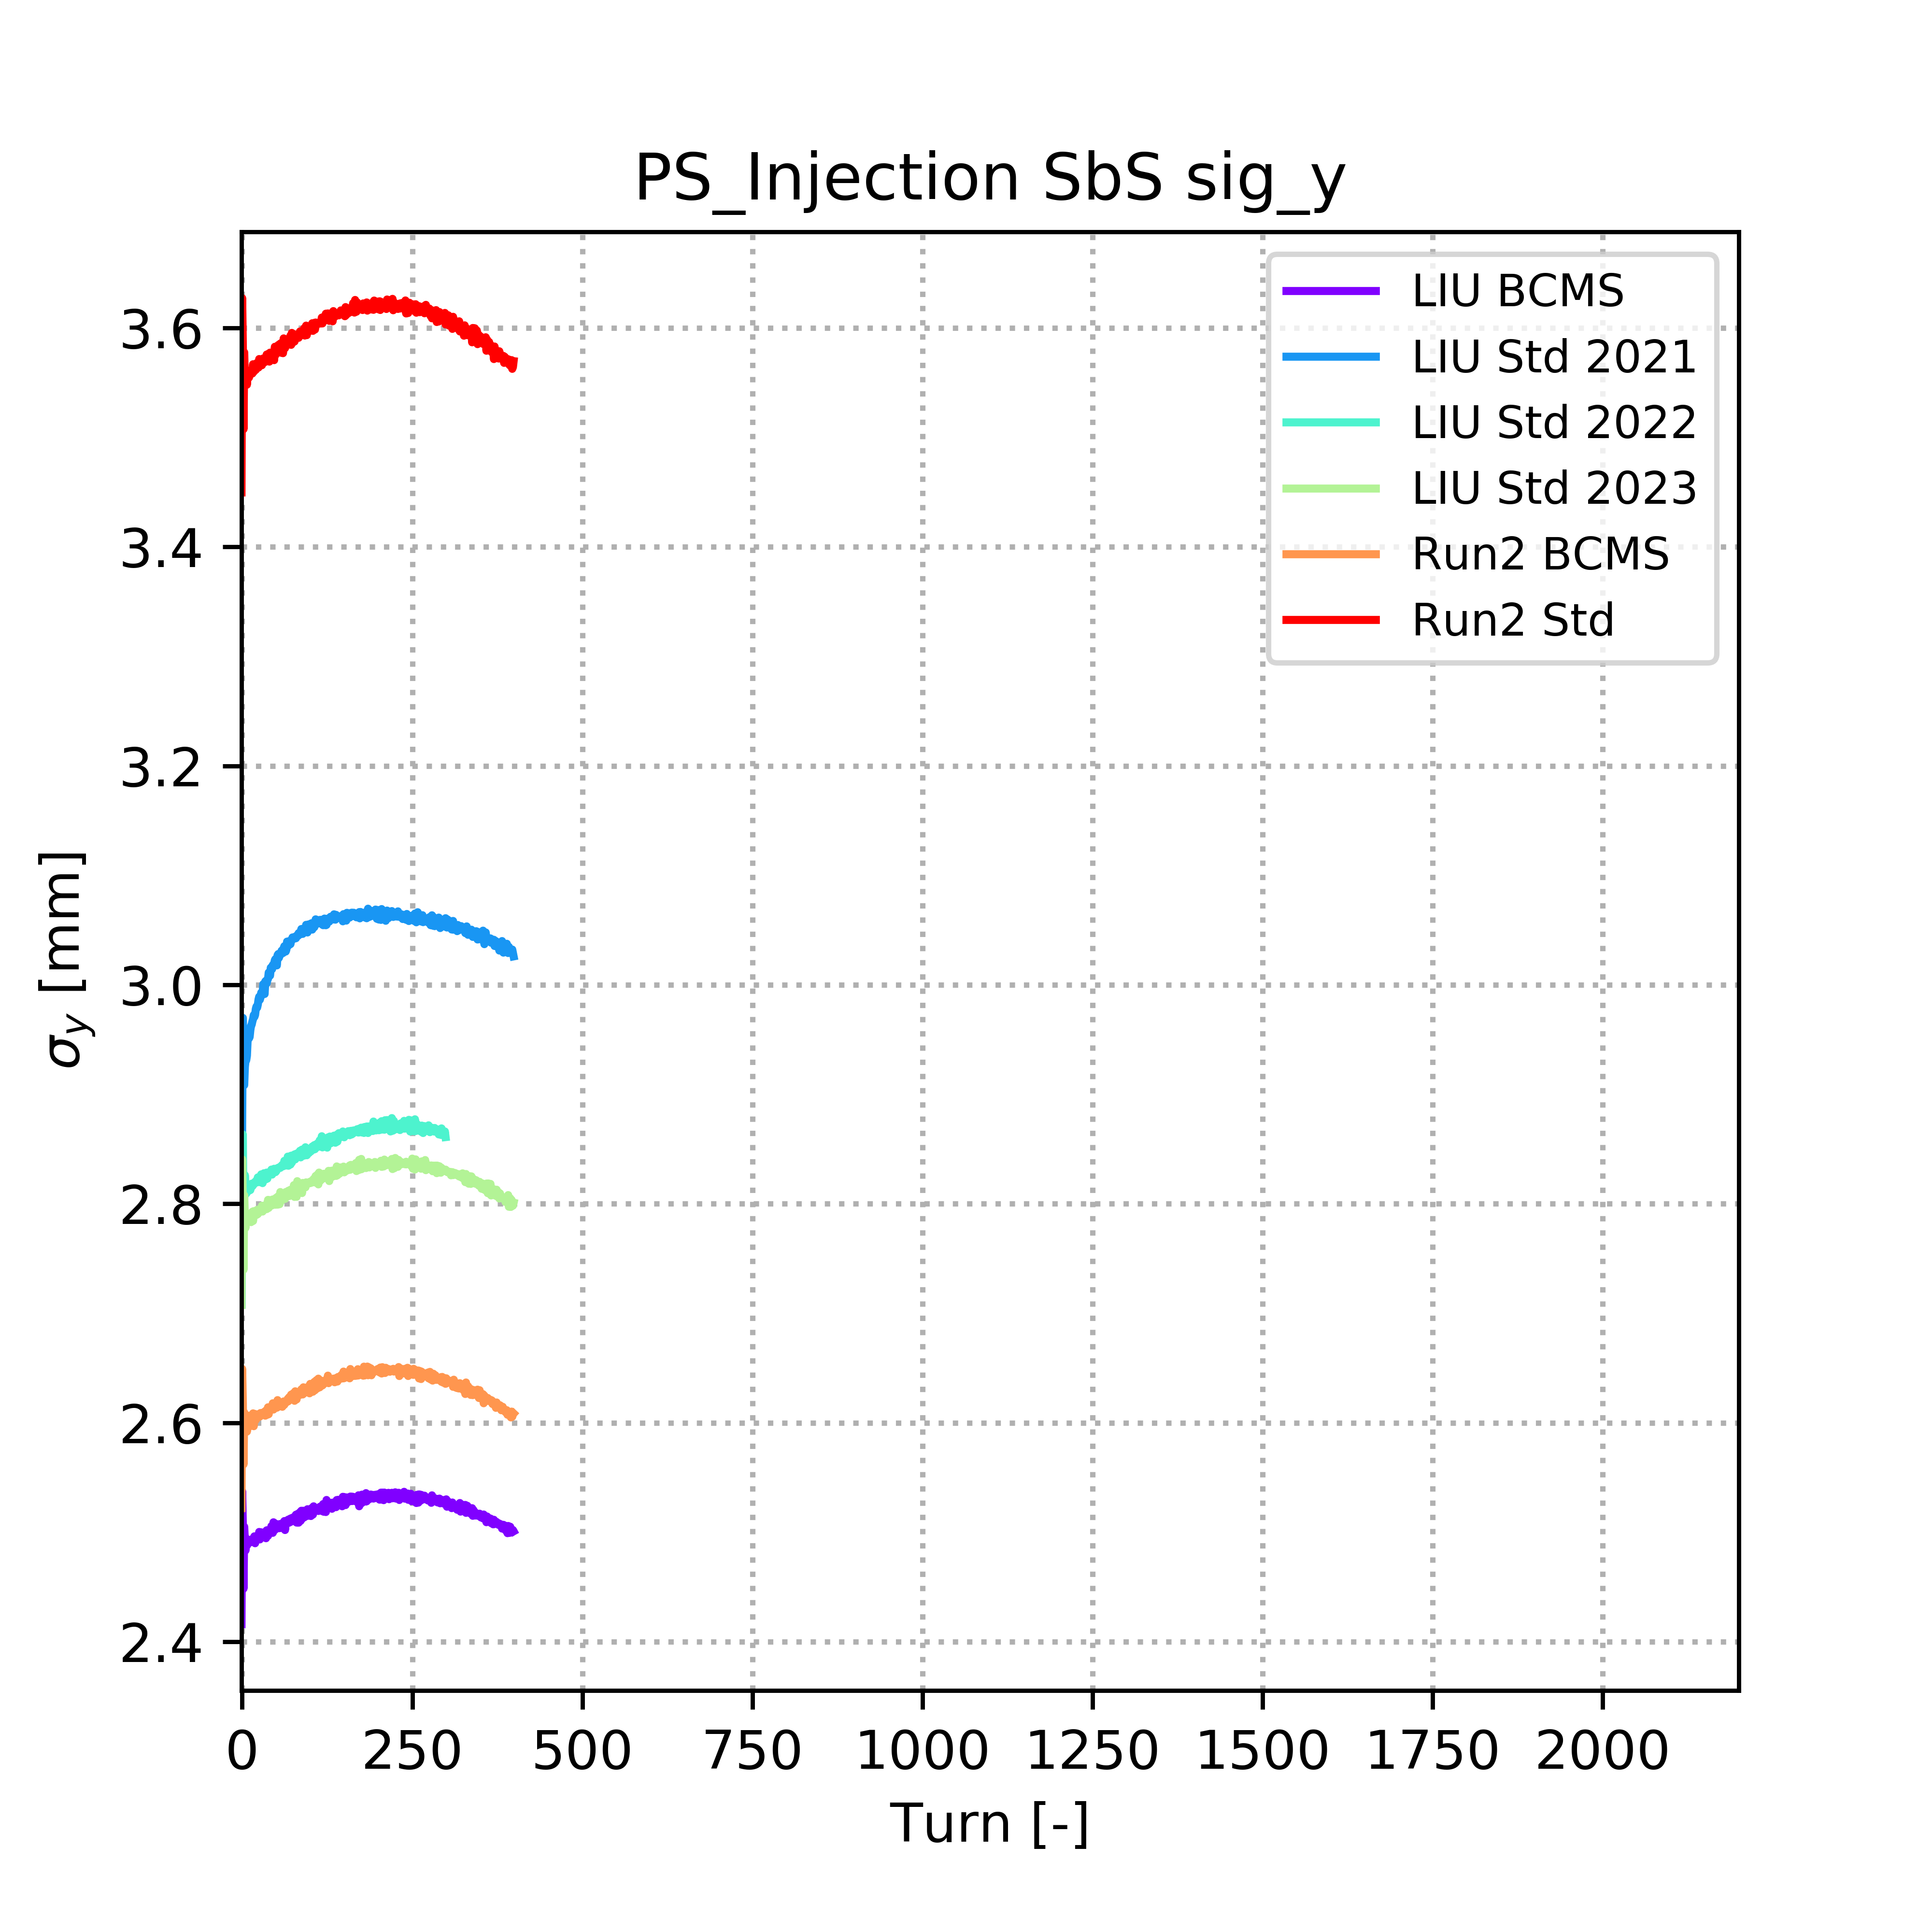 PS_Injection SbS sig_y
LIU BCMS
LIU Std 2021
LIU Std 2022
LIU Std 2023
Run2 BCMS
Run2 Std
3.6
3.4
3.2
3.0
2.8
2.6
2.4
σy [mm]
0 250 500 750 1000 1250 1500 1750 2000
Turn [-]